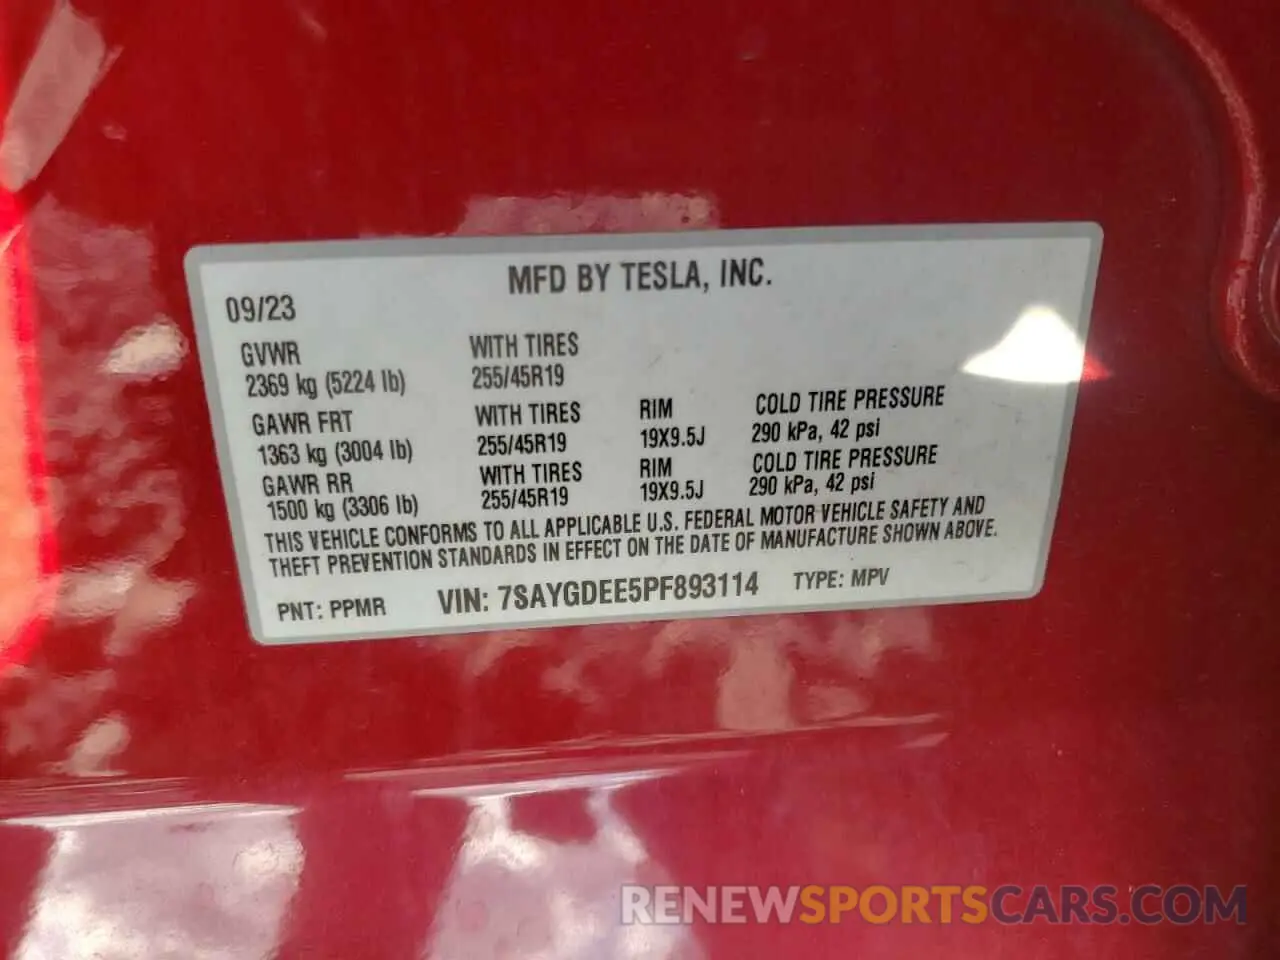 MFD BY TESLA, INC.
09/23
GVWR WITH TIRES
2369 kg (5224 lb) 255/45R19
GAWR FRT WITH TIRES RIM COLD TIRE PRESSURE
1363 kg (3004 lb) 255/45R19 19X9.5J 290 kPa, 42 psi
GAWR RR WITH TIRES RIM COLD TIRE PRESSURE
1500 kg (3306 lb) 255/45R19 19X9.5J 290 kPa, 42 psi
THIS VEHICLE CONFORMS TO ALL APPLICABLE U.S. FEDERAL MOTOR VEHICLE SAFETY AND
THEFT PREVENTION STANDARDS IN EFFECT ON THE DATE OF MANUFACTURE SHOWN ABOVE.
PNT: PPMR VIN: 7SAYGDEE5PF893114 TYPE: MPV
RENEWSPORTSCARS.COM